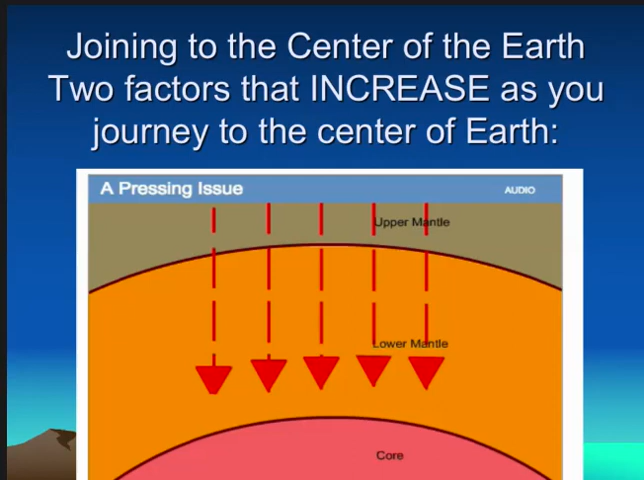 Joining to the Center of the Earth
Two factors that INCREASE as you
journey to the center of Earth:
A Pressing Issue
AUDIO
Upper Mantle
Lower Mantle
Core